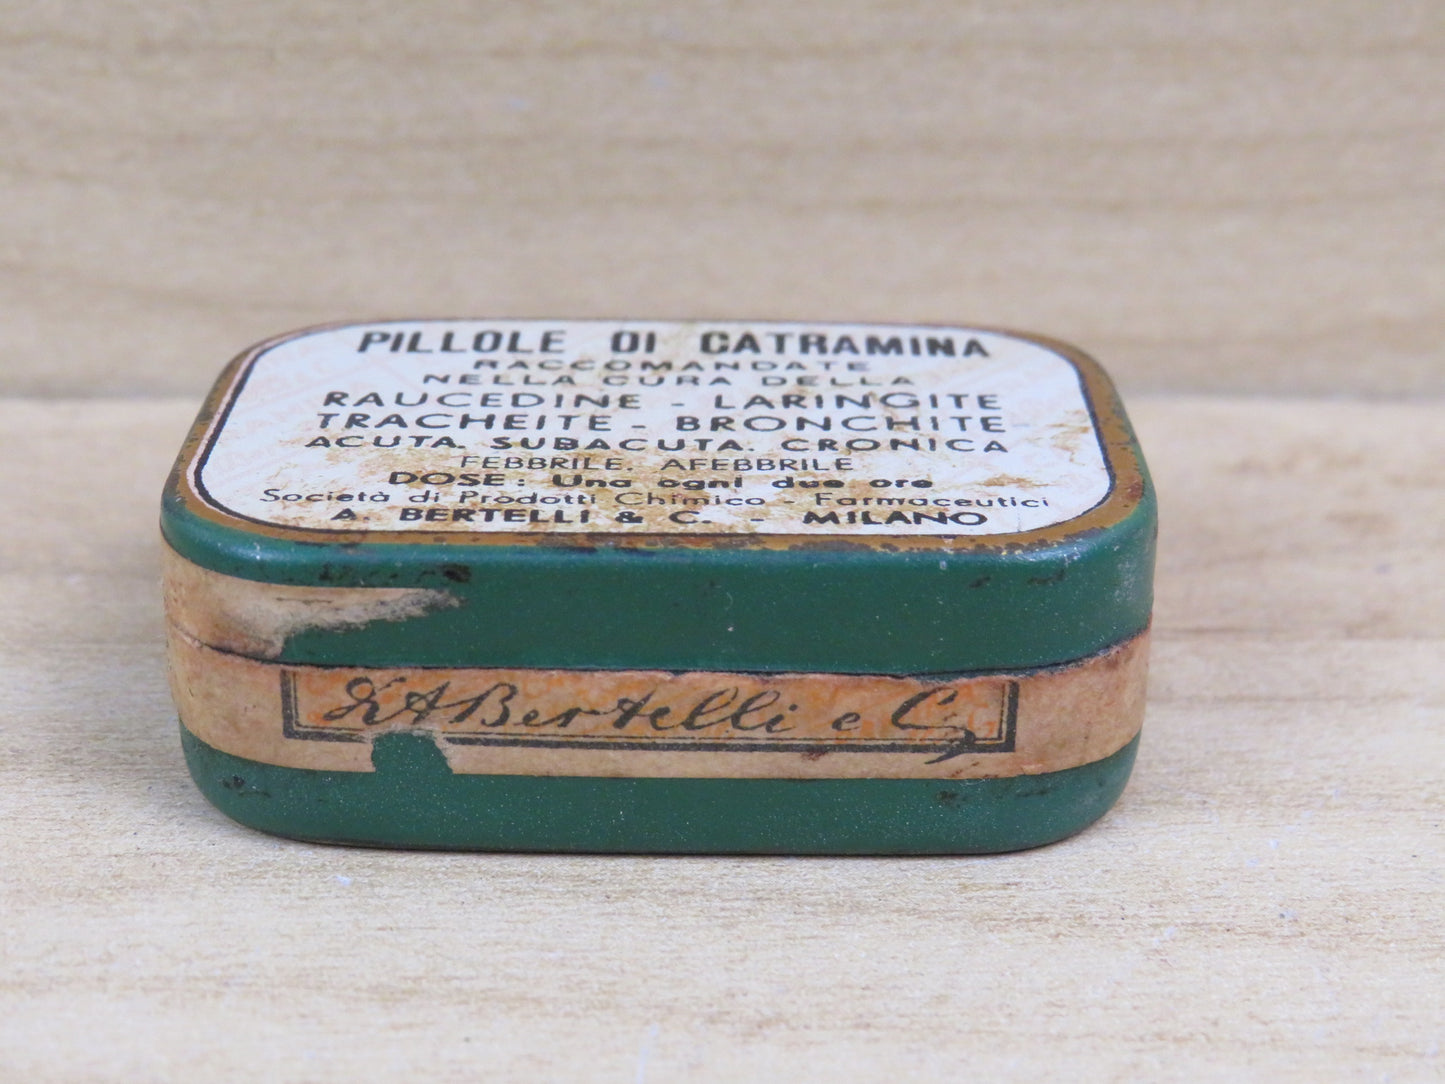 PILLOLE DI CATRAMINA
RACCOMANDATE
NELLA CURA DELLA
RAUCEDINE - LARINGITE
TRACHEITE - BRONCHITE
ACUTA. SUBACUTA. CRONICA
FEBBRILE. AFEBBRILE
DOSE: Una ogni due ore
Società di Prodotti Chimico - Farmaceutici
A. BERTELLI & C. - MILANO
A Bertelli e C